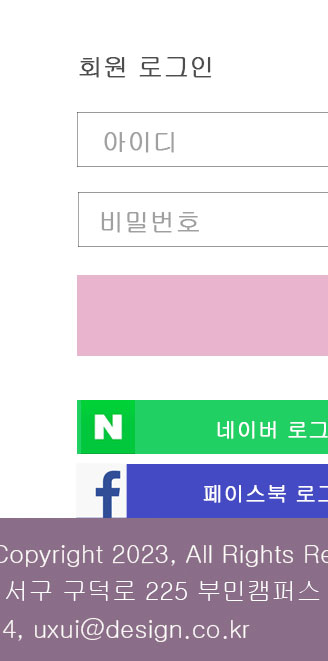 회원 로그인
아이디
비밀번호
N 네이버 로그
f 페이스북 로그
Copyright 2023, All Rights Re
서구 구덕로 225 부민캠퍼스
4, uxui@design.co.kr